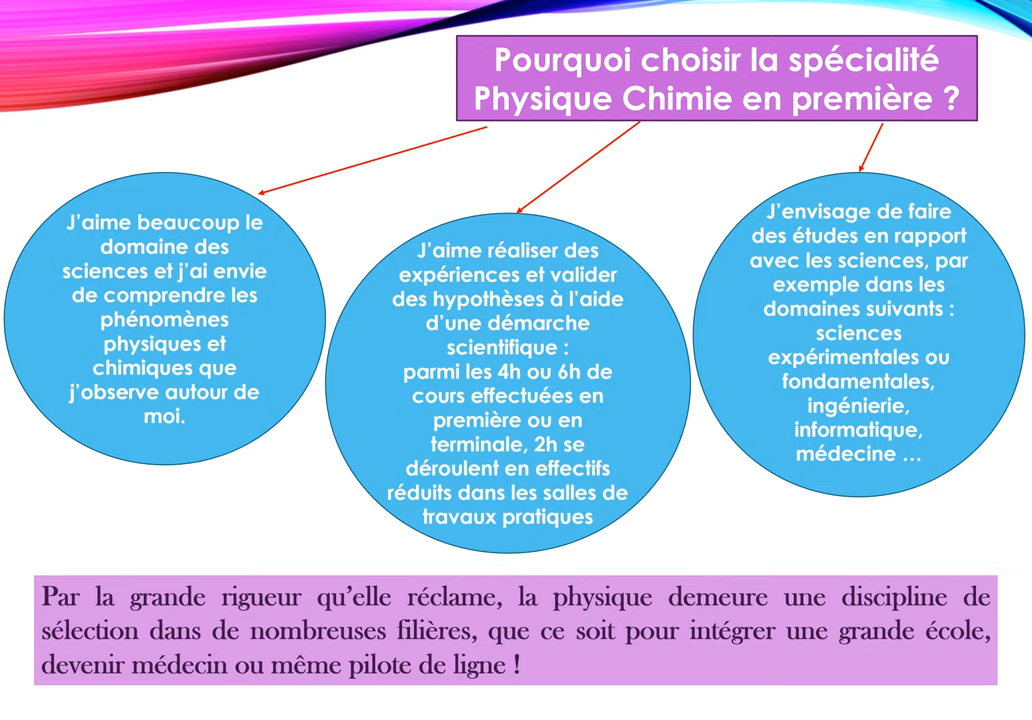 Pourquoi choisir la spécialité
Physique Chimie en première ?
J'aime beaucoup le
domaine des
sciences et j'ai envie
de comprendre les
phénomènes
physiques et
chimiques que
j'observe autour de
moi.
J'aime réaliser des
expériences et valider
des hypothèses à l'aide
d'une démarche
scientifique :
parmi les 4h ou 6h de
cours effectuées en
première ou en
terminale, 2h se
déroulent en effectifs
réduits dans les salles de
travaux pratiques
J'envisage de faire
des études en rapport
avec les sciences, par
exemple dans les
domaines suivants :
sciences
expérimentales ou
fondamentales,
ingénierie,
informatique,
médecine …
Par la grande rigueur qu'elle réclame, la physique demeure une discipline de
sélection dans de nombreuses filières, que ce soit pour intégrer une grande école,
devenir médecin ou même pilote de ligne !